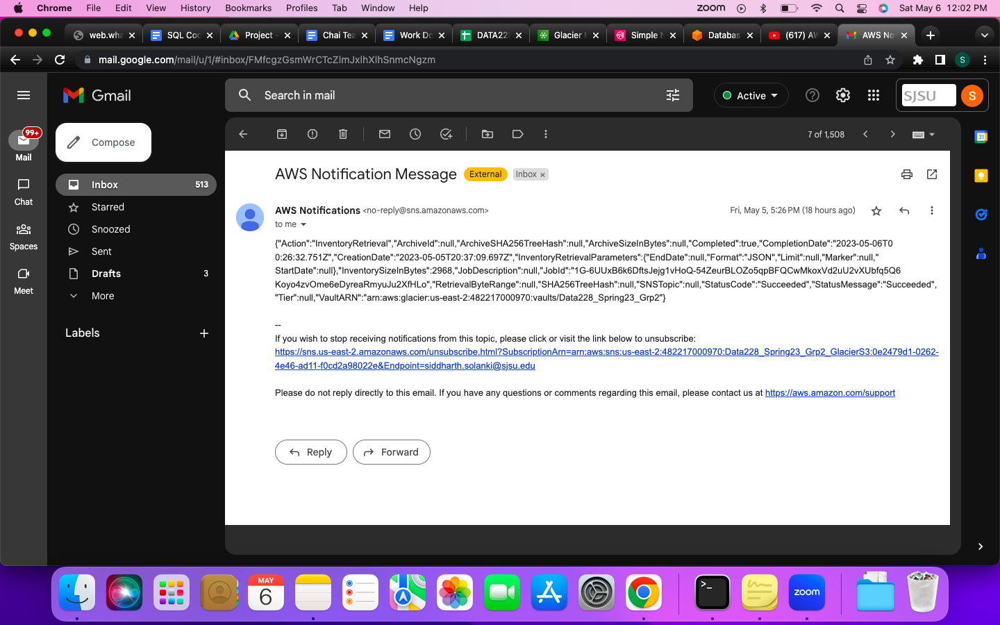 Chrome File Edit View History Bookmarks Profiles Tab Window Help zoom Sat May 6 12:02 PM
web.wha SQL Co Project - Chai Tea Work Do DATA22 Glacier Simple Databas (617) AV AWS No
mail.google.com/mail/u/1/#inbox/FMfcgzGsmWrCTcZlmJxlhXlhSnmcNgzm S
Gmail Search in mail Active SJSU S
99+
Mail
Chat
Spaces
Meet
Compose
Inbox 513
Starred
Snoozed
Sent
Drafts 3
More
Labels
7 of 1,508
AWS Notification Message External Inbox ×
AWS Notifications <no-reply@sns.amazonaws.com> Fri, May 5, 5:26 PM (18 hours ago)
to me
{"Action":"InventoryRetrieval","ArchiveId":null,"ArchiveSHA256TreeHash":null,"ArchiveSizeInBytes":null,"Completed":true,"CompletionDate":"2023-05-06T0
0:26:32.751Z","CreationDate":"2023-05-05T20:37:09.697Z","InventoryRetrievalParameters":{"EndDate":null,"Format":"JSON","Limit":null,"Marker":null,"
StartDate":null},"InventorySizeInBytes":2968,"JobDescription":null,"JobId":"1G-6UUxB6k6DftsJejg1vHoQ-54ZeurBLOZo5qpBFQCwMkoxVd2uU2vXUbfq5Q6
Koyo4zvOme6eDyreaRmyuJu2XfHLo","RetrievalByteRange":null,"SHA256TreeHash":null,"SNSTopic":null,"StatusCode":"Succeeded","StatusMessage":"Succeeded",
"Tier":null,"VaultARN":"arn:aws:glacier:us-east-2:482217000970:vaults/Data228_Spring23_Grp2"}
--
If you wish to stop receiving notifications from this topic, please click or visit the link below to unsubscribe:
https://sns.us-east-2.amazonaws.com/unsubscribe.html?SubscriptionArn=arn:aws:sns:us-east-2:482217000970:Data228_Spring23_Grp2_GlacierS3:0e2479d1-0262-
4e46-ad11-f0cd2a98022e&Endpoint=siddharth.solanki@sjsu.edu
Please do not reply directly to this email. If you have any questions or comments regarding this email, please contact us at https://aws.amazon.com/support
Reply Forward
31
MAY
6
zoom